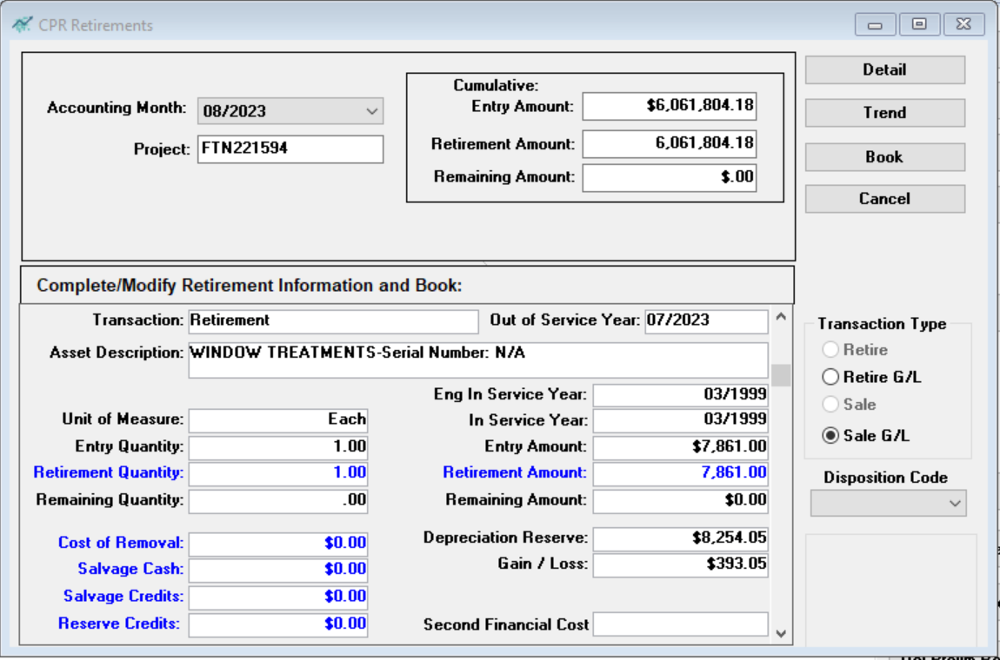 CPR Retirements
Accounting Month: 08/2023
Project: FTN221594
Cumulative:
Entry Amount: $6,061,804.18
Retirement Amount: 6,061,804.18
Remaining Amount: $.00
Detail
Trend
Book
Cancel
Complete/Modify Retirement Information and Book:
Transaction: Retirement Out of Service Year: 07/2023
Asset Description: WINDOW TREATMENTS-Serial Number: N/A
Eng In Service Year: 03/1999
Unit of Measure: Each In Service Year: 03/1999
Entry Quantity: 1.00 Entry Amount: $7,861.00
Retirement Quantity: 1.00 Retirement Amount: 7,861.00
Remaining Quantity: .00 Remaining Amount: $0.00
Cost of Removal: $0.00 Depreciation Reserve: $8,254.05
Salvage Cash: $0.00 Gain / Loss: $393.05
Salvage Credits: $0.00
Reserve Credits: $0.00 Second Financial Cost
Transaction Type
Retire
Retire G/L
Sale
Sale G/L
Disposition Code